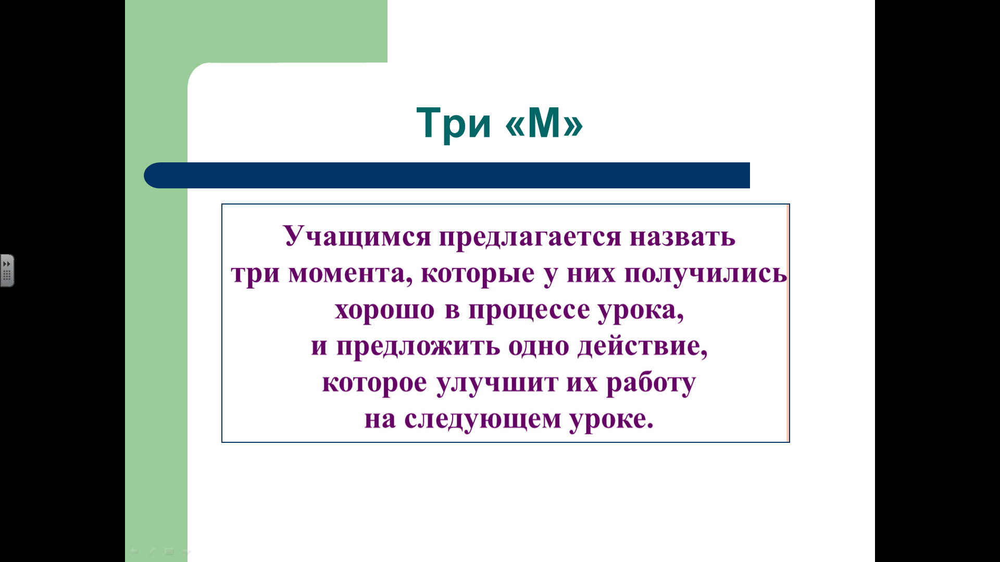 Три «М»
Учащимся предлагается назвать
три момента, которые у них получились
хорошо в процессе урока,
и предложить одно действие,
которое улучшит их работу
на следующем уроке.